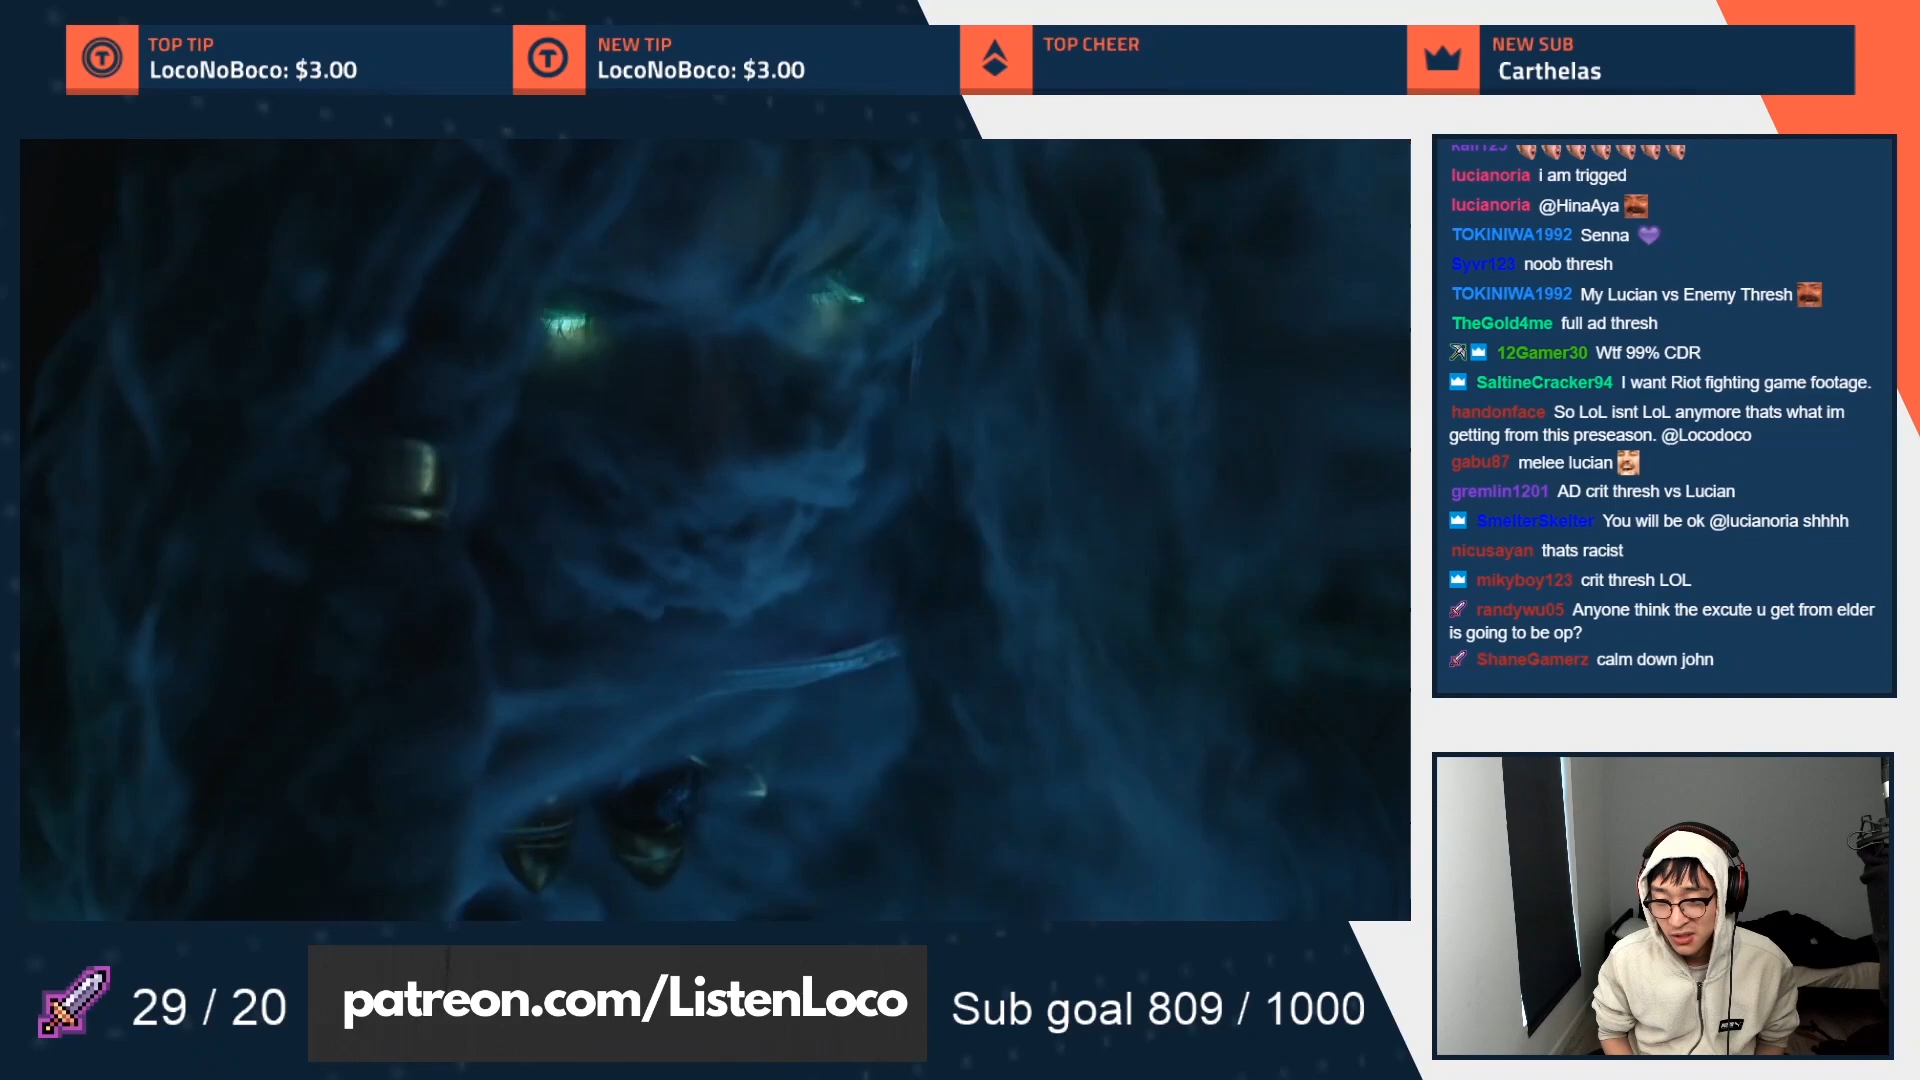 TOP TIP
LocoNoBoco: $3.00
NEW TIP
LocoNoBoco: $3.00
TOP CHEER
NEW SUB
Carthelas
lucianoria i am trigged
lucianoria @HinaAya
TOKINIWA1992 Senna
Syvr123 noob thresh
TOKINIWA1992 My Lucian vs Enemy Thresh
TheGold4me full ad thresh
12Gamer30 Wtf 99% CDR
SaltineCracker94 I want Riot fighting game footage.
handonface So LoL isnt LoL anymore thats what im
getting from this preseason. @Locodoco
gabu87 melee lucian
gremlin1201 AD crit thresh vs Lucian
SmelterSkelter You will be ok @lucianoria shhhh
nicusayan thats racist
mikyboy123 crit thresh LOL
randywu05 Anyone think the excute u get from elder
is going to be op?
ShaneGamerz calm down john
29 / 20
patreon.com/ListenLoco
Sub goal 809 / 1000